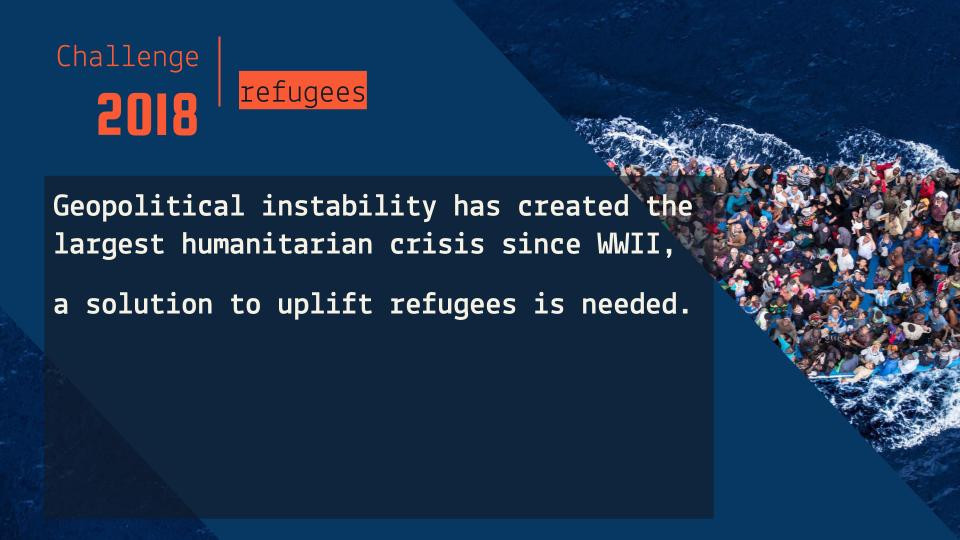 Challenge
2018
refugees
Geopolitical instability has created the
largest humanitarian crisis since WWII,
a solution to uplift refugees is needed.